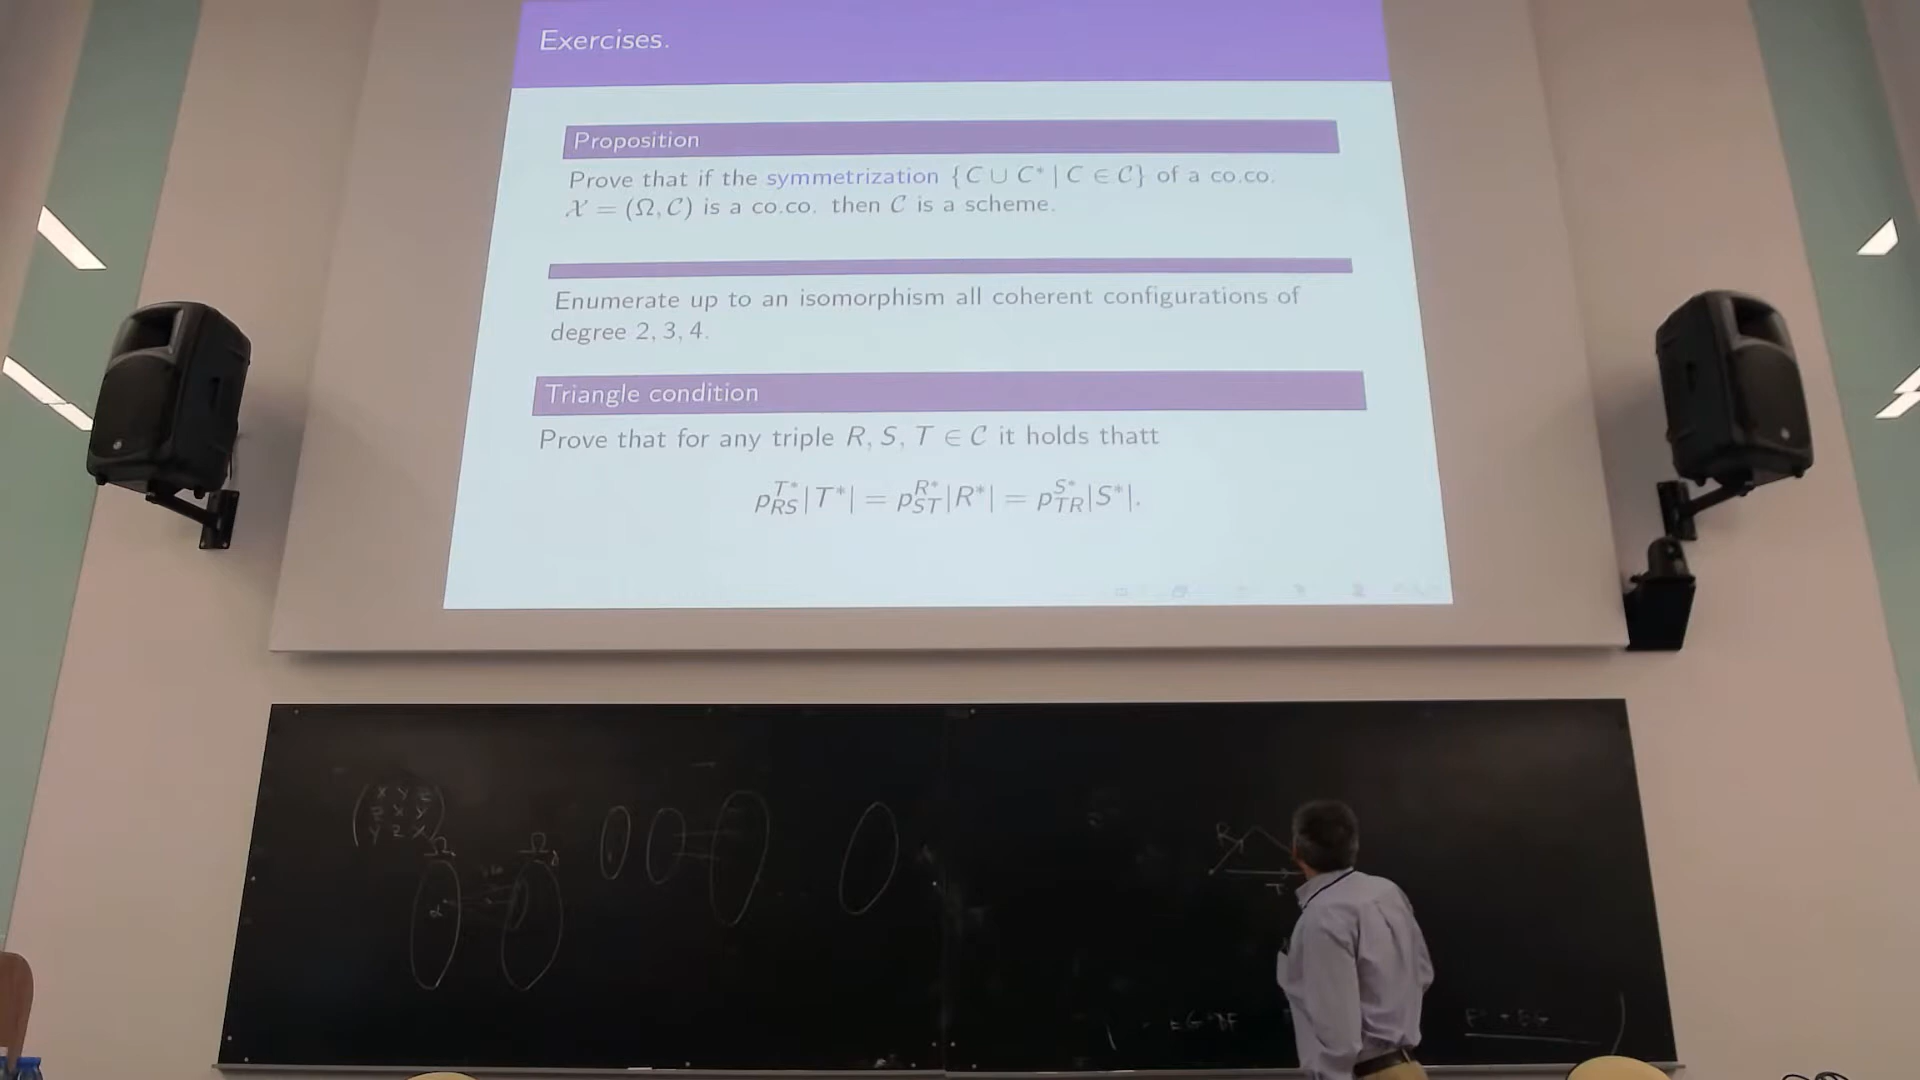 Exercises.
Proposition
Prove that if the symmetrization {C ∪ C* | C ∈ 𝒞} of a co.co.
𝒳 = (Ω, 𝒞) is a co.co. then 𝒞 is a scheme.
Enumerate up to an isomorphism all coherent configurations of
degree 2, 3, 4.
Triangle condition
Prove that for any triple R, S, T ∈ 𝒞 it holds thatt
p_{RS}^{T*}|T*| = p_{ST}^{R*}|R*| = p_{TR}^{S*}|S*|.
x y z
z x y
y z x
Ω Ω
α
R
T